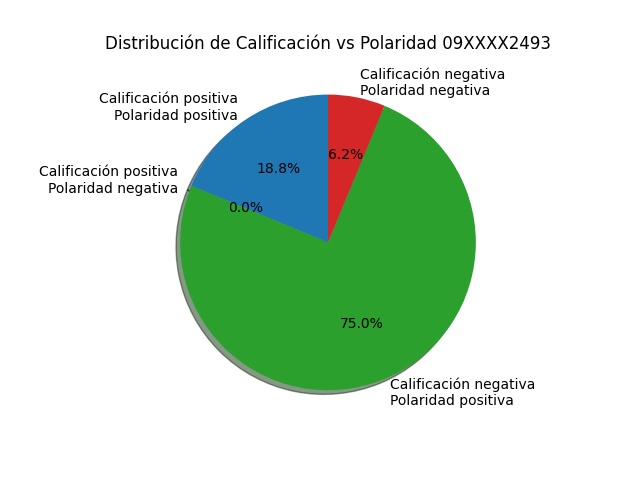 Distribución de Calificación vs Polaridad 09XXXX2493
Calificación negativa
Polaridad negativa
Calificación positiva
Polaridad positiva
6.2%
18.8%
Calificación positiva
Polaridad negativa
0.0%
75.0%
Calificación negativa
Polaridad positiva